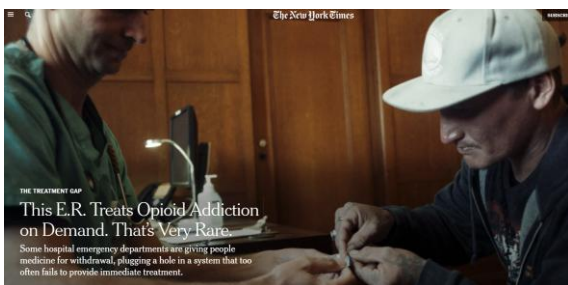 The New York Times
SUBSCRIBE
THE TREATMENT GAP
This E.R. Treats Opioid Addiction
on Demand. That's Very Rare.
Some hospital emergency departments are giving people
medicine for withdrawal, plugging a hole in a system that too
often fails to provide immediate treatment.